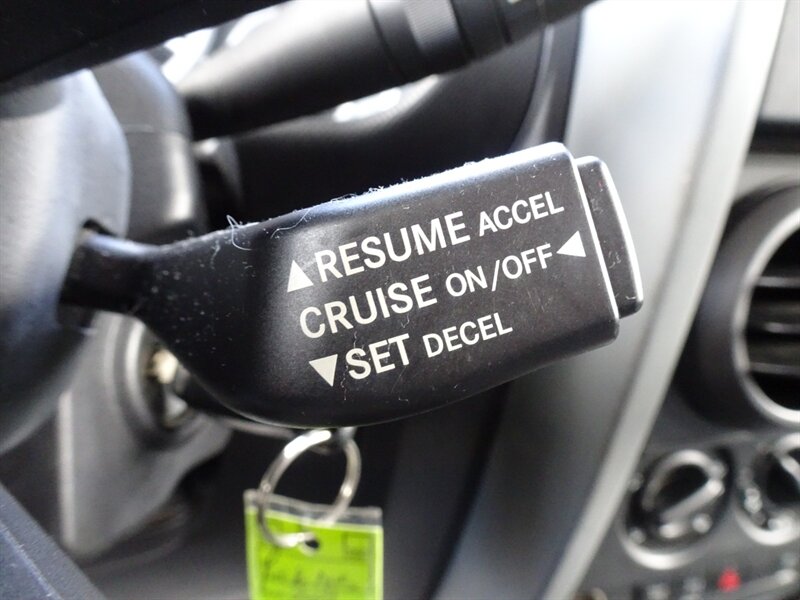 ▲RESUME ACCEL
CRUISE ON/OFF◀
▼SET DECEL